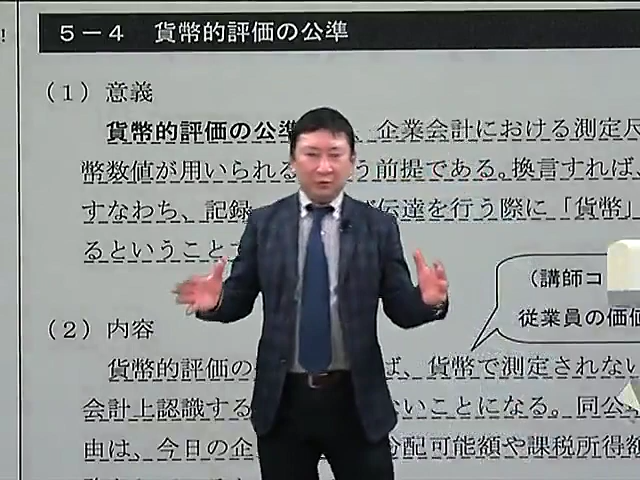 ！
５－４ 貨幣的評価の公準
（１）意義
貨幣的評価の公 、企業会計における測定尺
幣数値が用いられる う前提である。換言すれば、
すなわち、記録 伝達を行う際に「貨幣」
るということ
（講師コ
従業員の価値
（２）内容
貨幣的評価の ば、貨幣で測定されない
会計上認識する ないことになる。同公
由は、今日の企 分配可能額や課税所得額